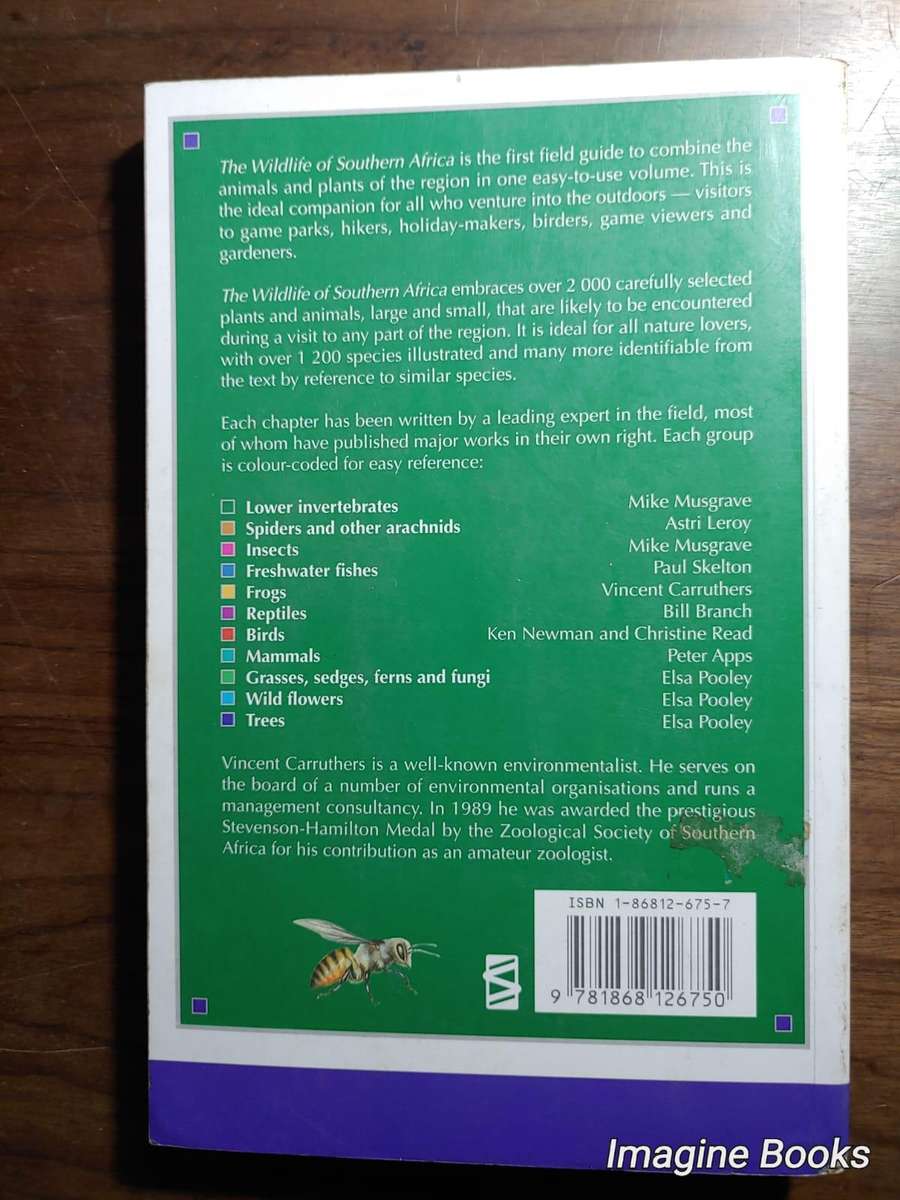 The Wildlife of Southern Africa is the first field guide to combine the
animals and plants of the region in one easy-to-use volume. This is
the ideal companion for all who venture into the outdoors — visitors
to game parks, hikers, holiday-makers, birders, game viewers and
gardeners.
The Wildlife of Southern Africa embraces over 2 000 carefully selected
plants and animals, large and small, that are likely to be encountered
during a visit to any part of the region. It is ideal for all nature lovers,
with over 1 200 species illustrated and many more identifiable from
the text by reference to similar species.
Each chapter has been written by a leading expert in the field, most
of whom have published major works in their own right. Each group
is colour-coded for easy reference:
Lower invertebrates Mike Musgrave
Spiders and other arachnids Astri Leroy
Insects Mike Musgrave
Freshwater fishes Paul Skelton
Frogs Vincent Carruthers
Reptiles Bill Branch
Birds Ken Newman and Christine Read
Mammals Peter Apps
Grasses, sedges, ferns and fungi Elsa Pooley
Wild flowers Elsa Pooley
Trees Elsa Pooley
Vincent Carruthers is a well-known environmentalist. He serves on
the board of a number of environmental organisations and runs a
management consultancy. In 1989 he was awarded the prestigious
Stevenson-Hamilton Medal by the Zoological Society of Southern
Africa for his contribution as an amateur zoologist.
ISBN 1-86812-675-7
9 781868 126750
Imagine Books